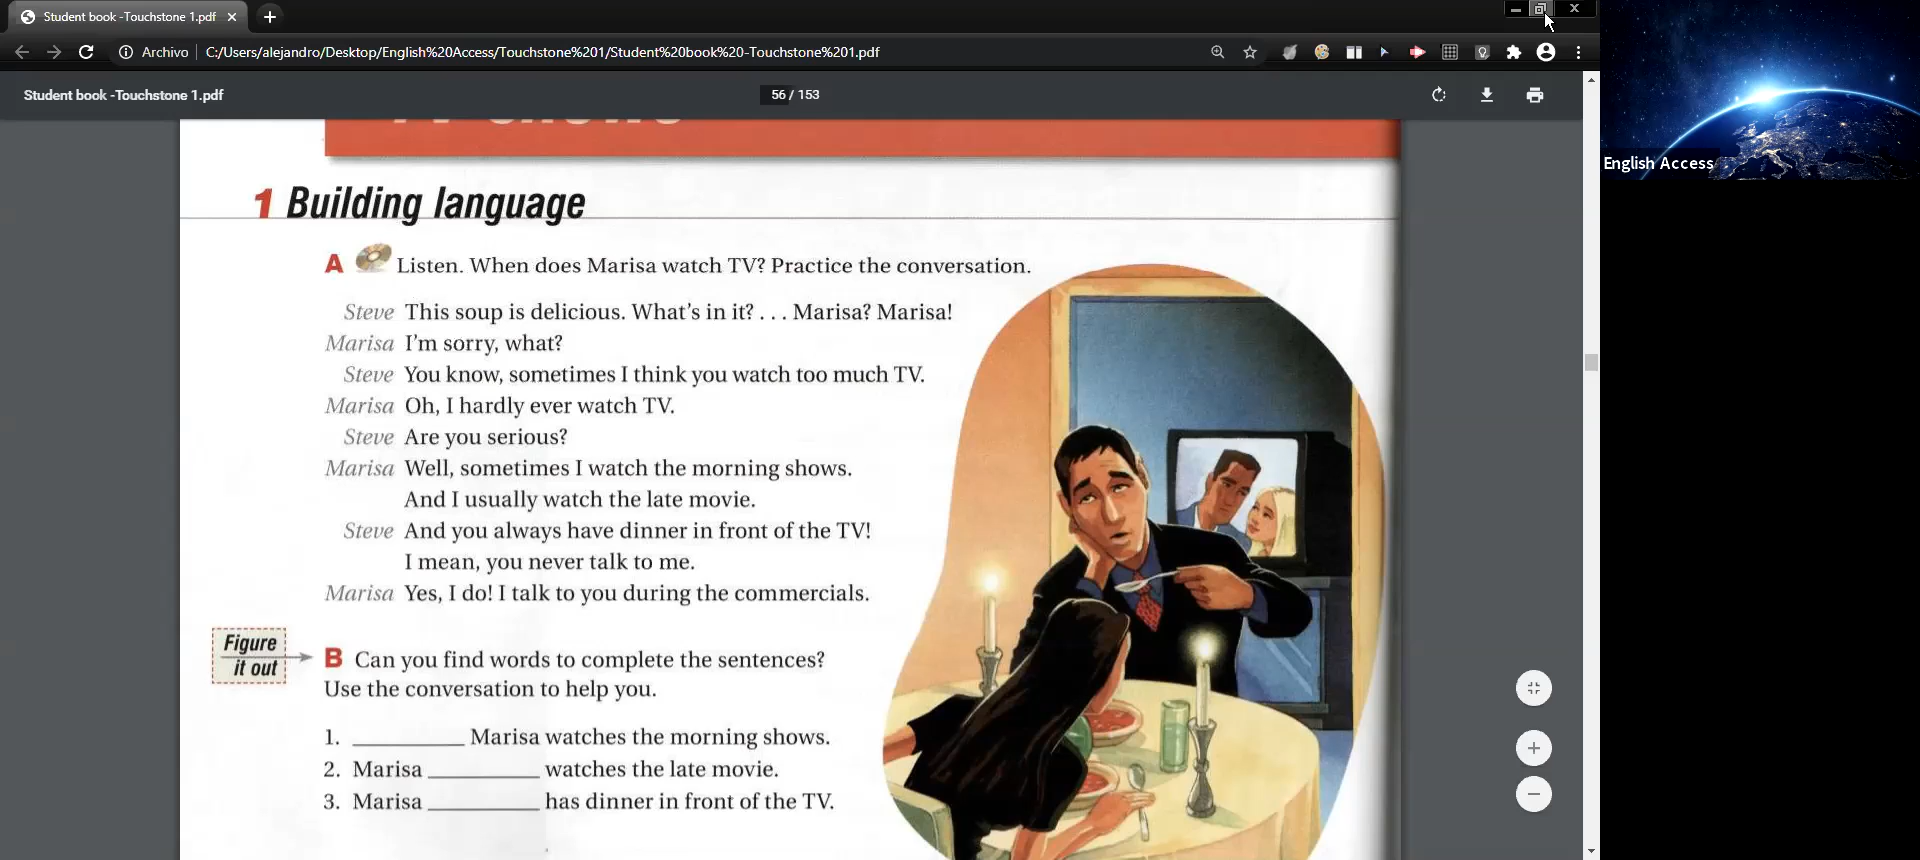 Student book -Touchstone 1.pdf
Archivo C:/Users/alejandro/Desktop/English%20Access/Touchstone%201/Student%20book%20-Touchstone%201.pdf
Student book -Touchstone 1.pdf
56 / 153
English Access
1 Building language
A Listen. When does Marisa watch TV? Practice the conversation.
Steve This soup is delicious. What's in it? . . . Marisa? Marisa!
Marisa I'm sorry, what?
Steve You know, sometimes I think you watch too much TV.
Marisa Oh, I hardly ever watch TV.
Steve Are you serious?
Marisa Well, sometimes I watch the morning shows.
And I usually watch the late movie.
Steve And you always have dinner in front of the TV!
I mean, you never talk to me.
Marisa Yes, I do! I talk to you during the commercials.
Figure
it out
B Can you find words to complete the sentences?
Use the conversation to help you.
1. __________ Marisa watches the morning shows.
2. Marisa __________ watches the late movie.
3. Marisa __________ has dinner in front of the TV.